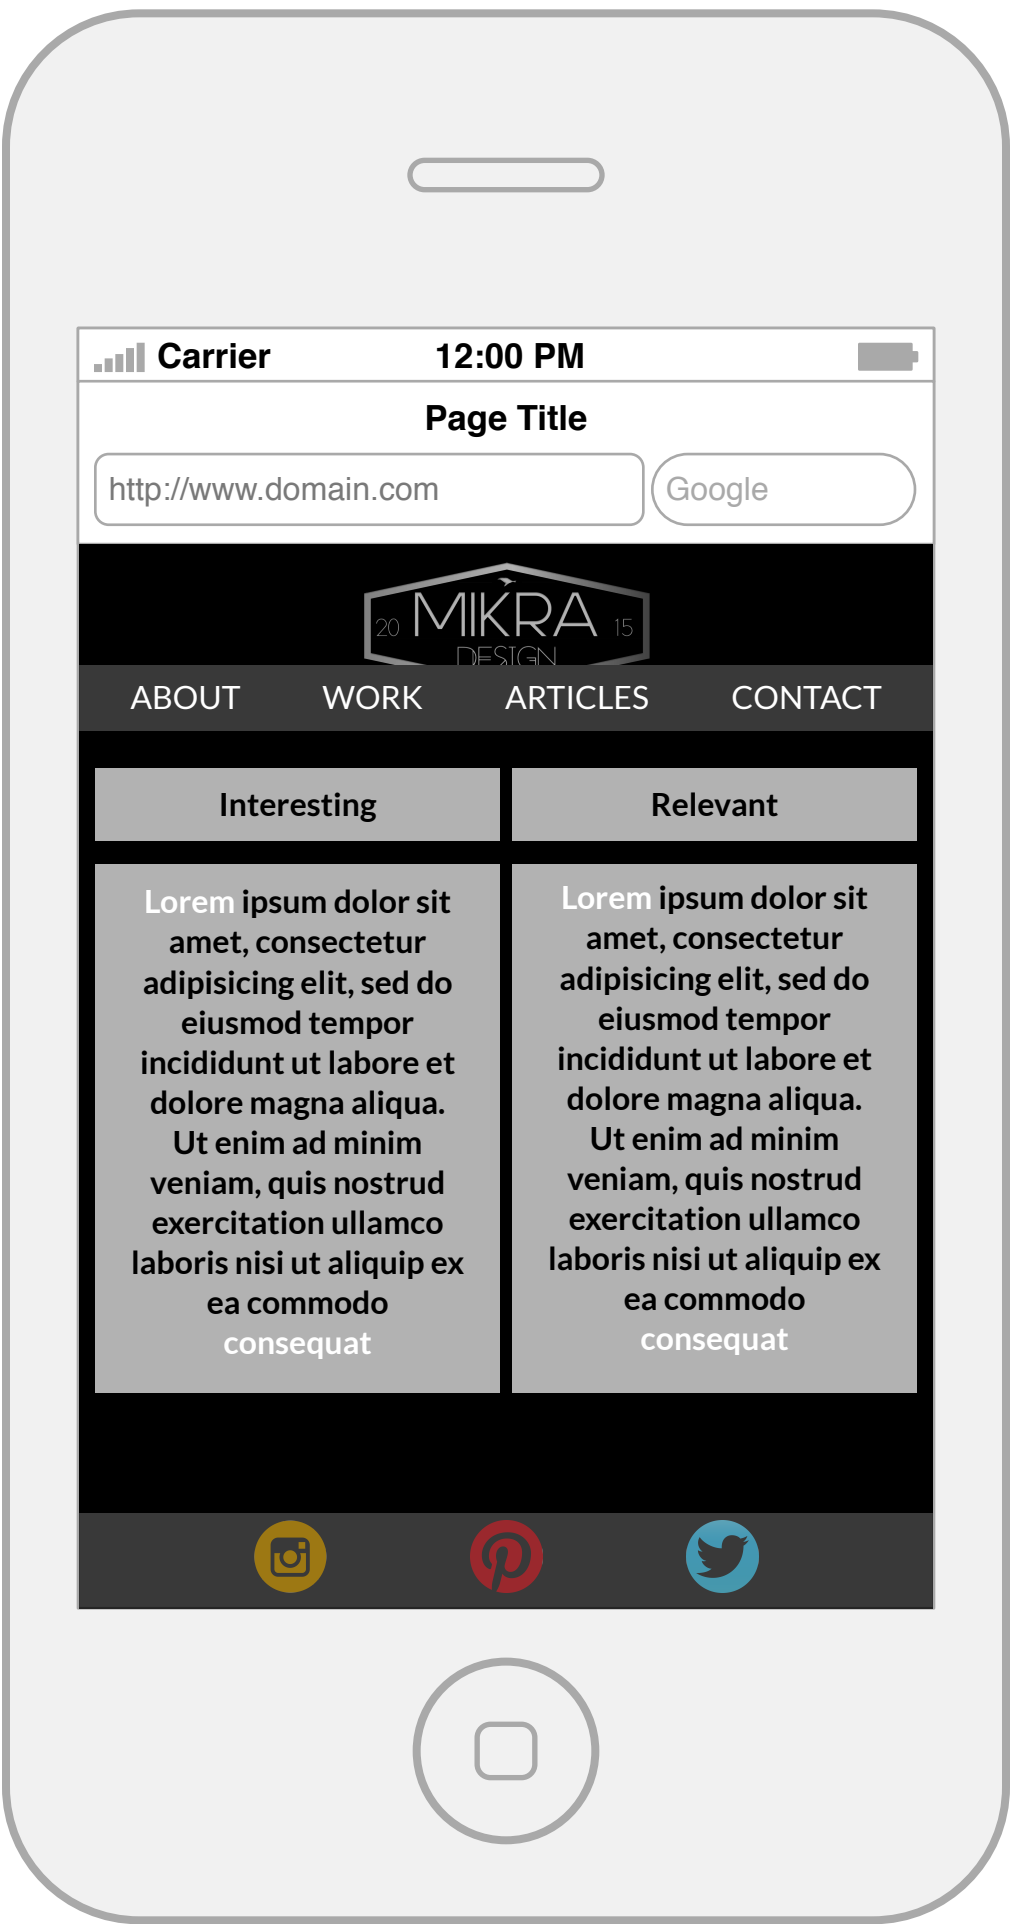 Carrier 12:00 PM
Page Title
http://www.domain.com Google
20 MIKRA 15
DESIGN
ABOUT WORK ARTICLES CONTACT
Interesting
Lorem ipsum dolor sit
amet, consectetur
adipisicing elit, sed do
eiusmod tempor
incididunt ut labore et
dolore magna aliqua.
Ut enim ad minim
veniam, quis nostrud
exercitation ullamco
laboris nisi ut aliquip ex
ea commodo
consequat
Relevant
Lorem ipsum dolor sit
amet, consectetur
adipisicing elit, sed do
eiusmod tempor
incididunt ut labore et
dolore magna aliqua.
Ut enim ad minim
veniam, quis nostrud
exercitation ullamco
laboris nisi ut aliquip ex
ea commodo
consequat